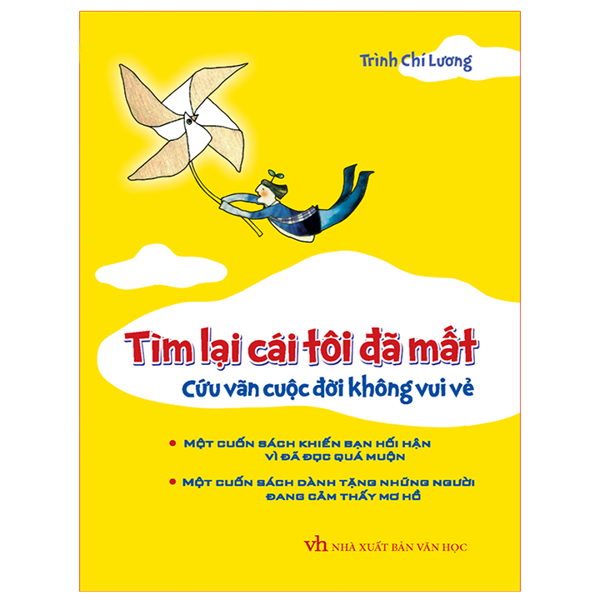 Trình Chí Lương
Tìm lại cái tôi đã mất
Cứu vãn cuộc đời không vui vẻ
• MỘT CUỐN SÁCH KHIẾN BẠN HỐI HẬN
VÌ ĐÃ ĐỌC QUÁ MUỘN
• MỘT CUỐN SÁCH DÀNH TẶNG NHỮNG NGƯỜI
ĐANG CẢM THẤY MƠ HỒ
vh NHÀ XUẤT BẢN VĂN HỌC